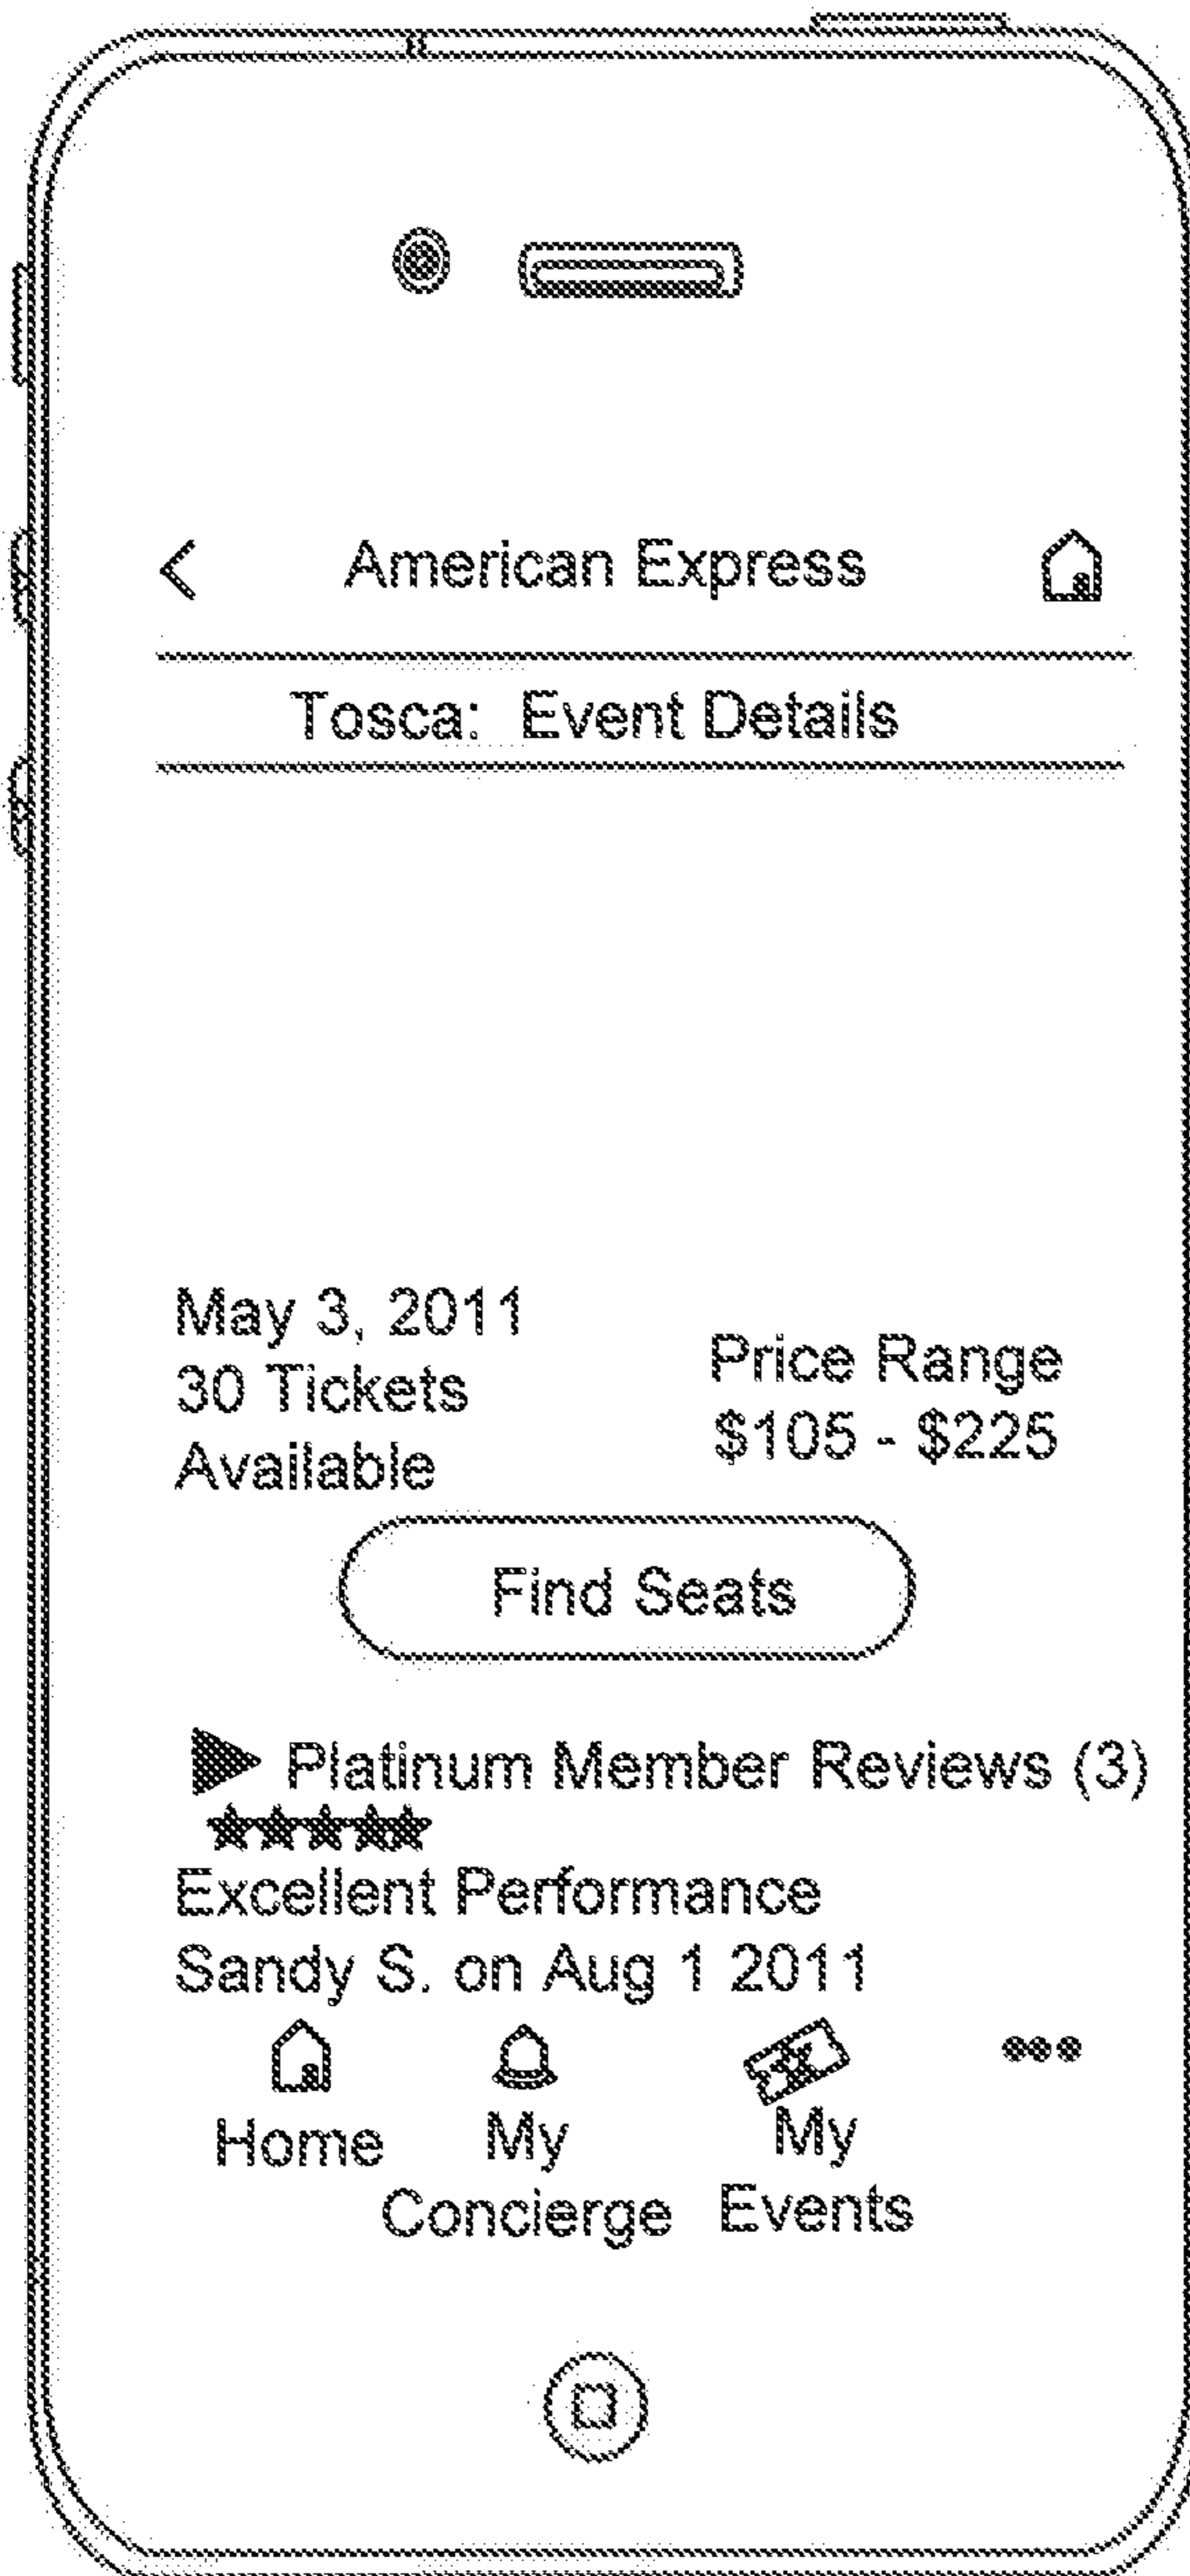 American Express
Tosca: Event Details
May 3, 2011
30 Tickets
Available
Price Range
$105 - $225
Find Seats
Platinum Member Reviews (3)
Excellent Performance
Sandy S. on Aug 1 2011
Home
My
Concierge
My
Events